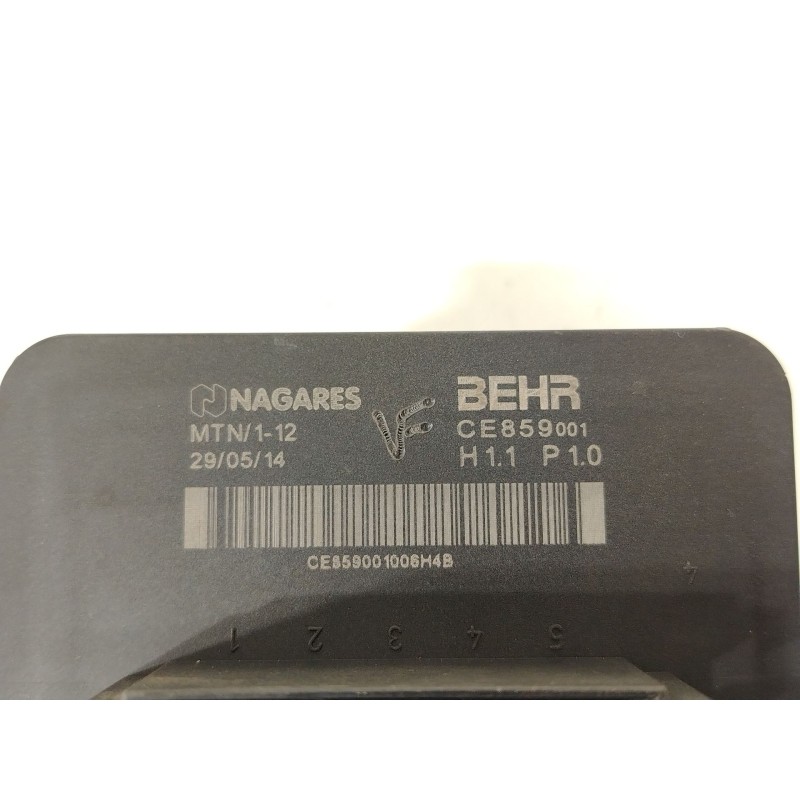 NAGARES
MTN/1-12
29/05/14
VF
BEHR
CE859001
H1.1 P1.0
CE859001006H4B
1 2 3 4 5
4